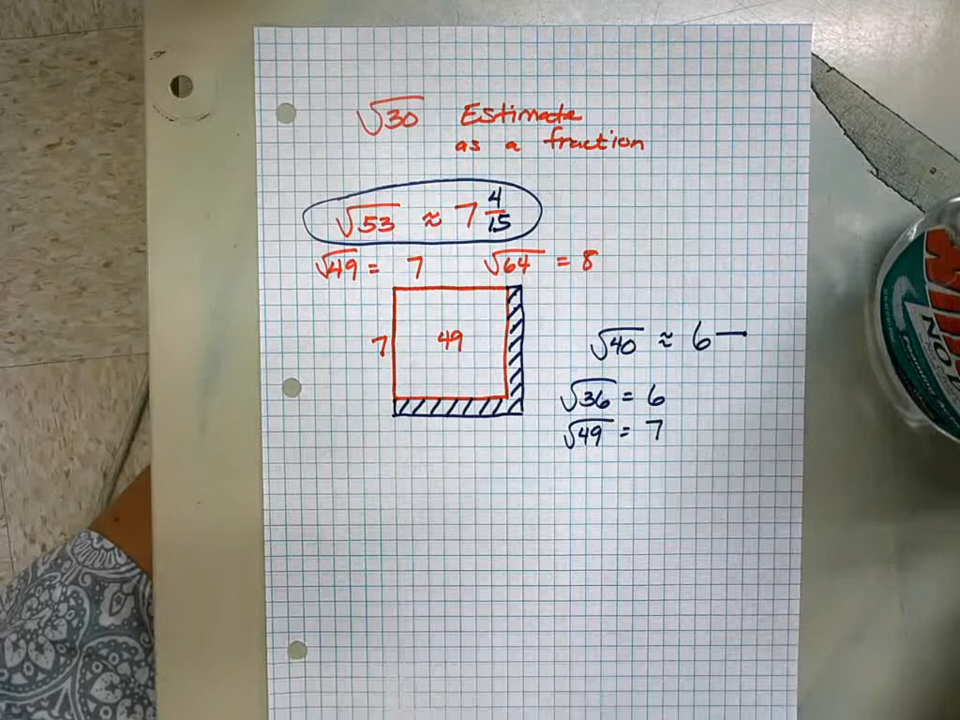 √30 Estimate
as a fraction
√53 ≈ 7 4/15
√49 = 7 √64 = 8
7 49
√40 ≈ 6 —
√36 = 6
√49 = 7